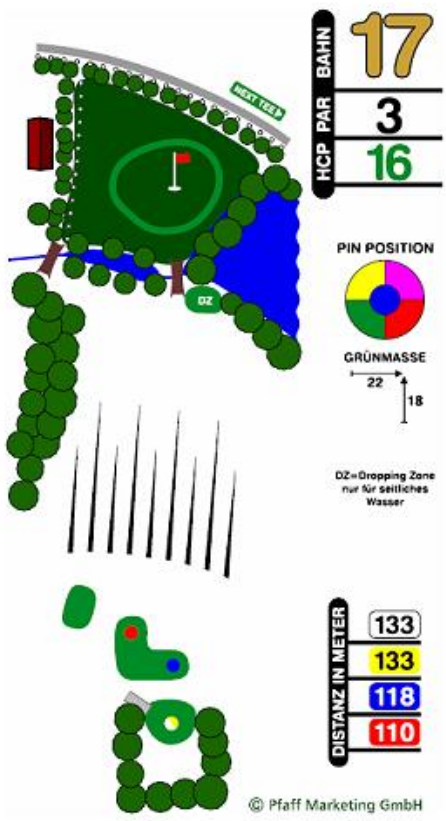 BAHN 17
PAR 3
HCP 16
NEXT TEE
PIN POSITION
GRÜNMASSE
22
18
DZ
DZ=Dropping Zone
nur für seitliches
Wasser
DISTANZ IN METER
133
133
118
110
© Pfaff Marketing GmbH